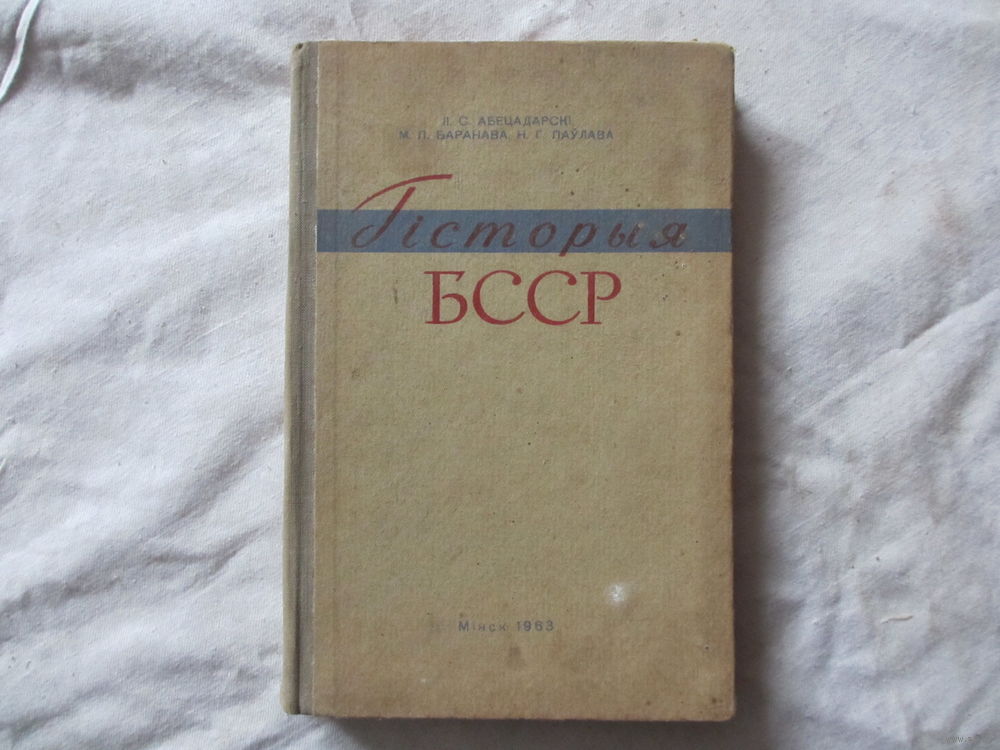 Л. С. АБЕЦАДАРСКІ,
М. П. БАРАНАВА, Н. Г. ПАЎЛАВА
Гісторыя
БССР
Мінск 1963